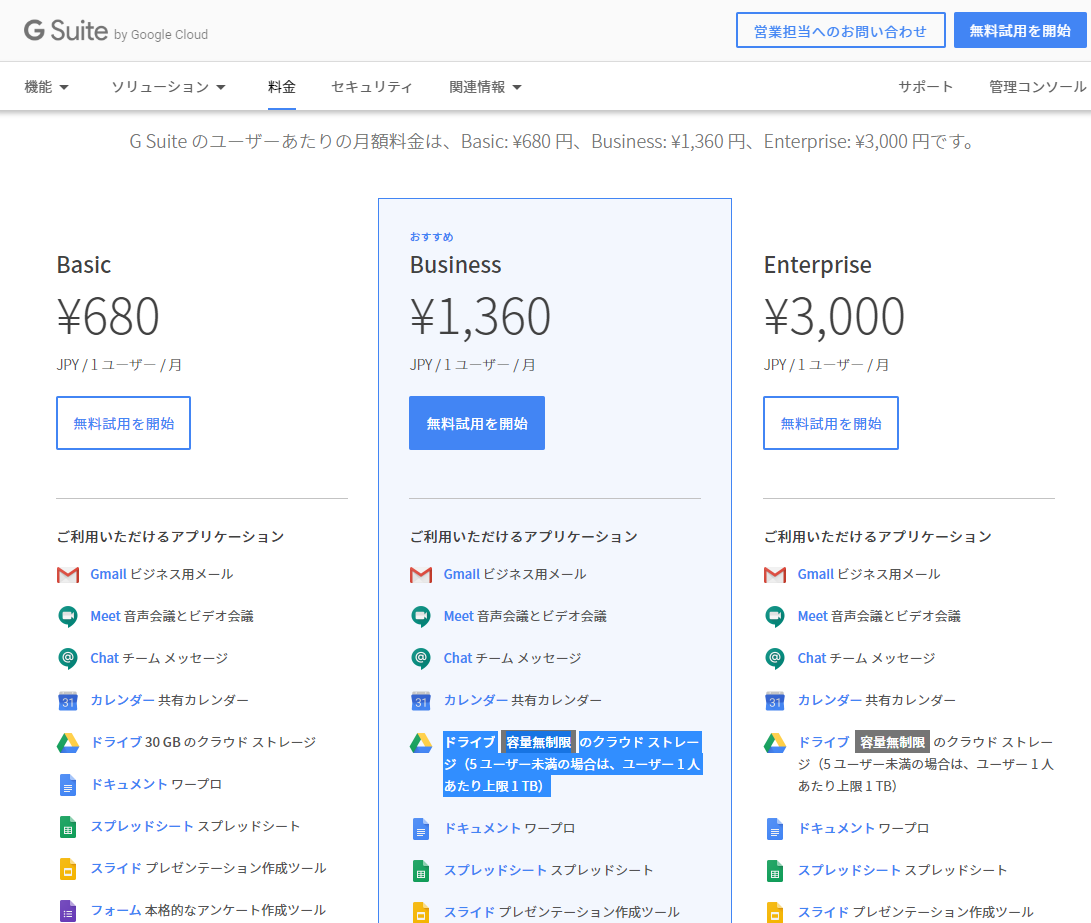 G Suite by Google Cloud
営業担当へのお問い合わせ
無料試用を開始
機能
ソリューション
料金
セキュリティ
関連情報
サポート
管理コンソール
G Suite のユーザーあたりの月額料金は、Basic: ¥680 円、Business: ¥1,360 円、Enterprise: ¥3,000 円です。
Basic
¥680
JPY / 1 ユーザー / 月
無料試用を開始
ご利用いただけるアプリケーション
Gmail ビジネス用メール
Meet 音声会議とビデオ会議
Chat チーム メッセージ
31
カレンダー 共有カレンダー
ドライブ 30 GB のクラウド ストレージ
ドキュメント ワープロ
スプレッドシート スプレッドシート
スライド プレゼンテーション作成ツール
フォーム 本格的なアンケート作成ツール
おすすめ
Business
¥1,360
JPY / 1 ユーザー / 月
無料試用を開始
ご利用いただけるアプリケーション
Gmail ビジネス用メール
Meet 音声会議とビデオ会議
Chat チーム メッセージ
31
カレンダー 共有カレンダー
ドライブ 容量無制限 のクラウド ストレー
ジ（5 ユーザー未満の場合は、ユーザー 1 人
あたり上限 1 TB）
ドキュメント ワープロ
スプレッドシート スプレッドシート
スライド プレゼンテーション作成ツール
Enterprise
¥3,000
JPY / 1 ユーザー / 月
無料試用を開始
ご利用いただけるアプリケーション
Gmail ビジネス用メール
Meet 音声会議とビデオ会議
Chat チーム メッセージ
31
カレンダー 共有カレンダー
ドライブ 容量無制限 のクラウド ストレー
ジ（5 ユーザー未満の場合は、ユーザー 1 人
あたり上限 1 TB）
ドキュメント ワープロ
スプレッドシート スプレッドシート
スライド プレゼンテーション作成ツール